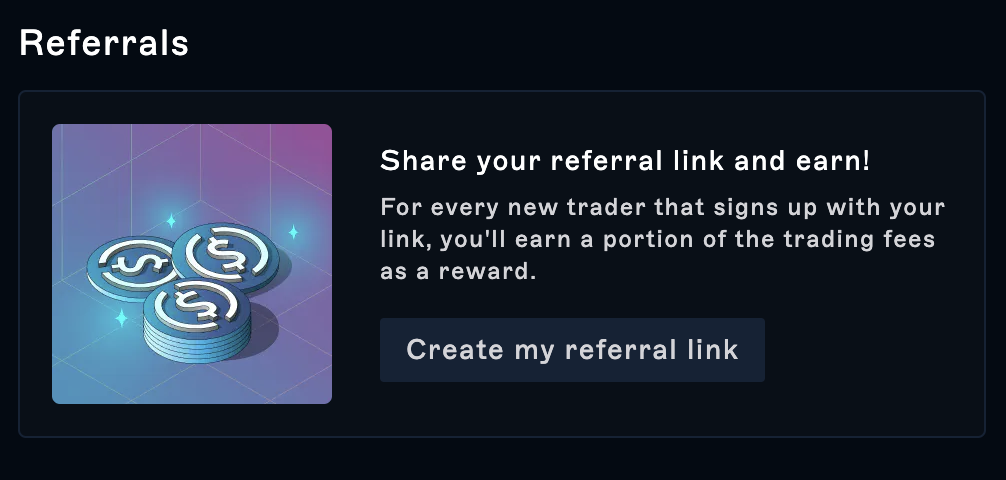 Referrals
Share your referral link and earn!
For every new trader that signs up with your
link, you'll earn a portion of the trading fees
as a reward.
Create my referral link